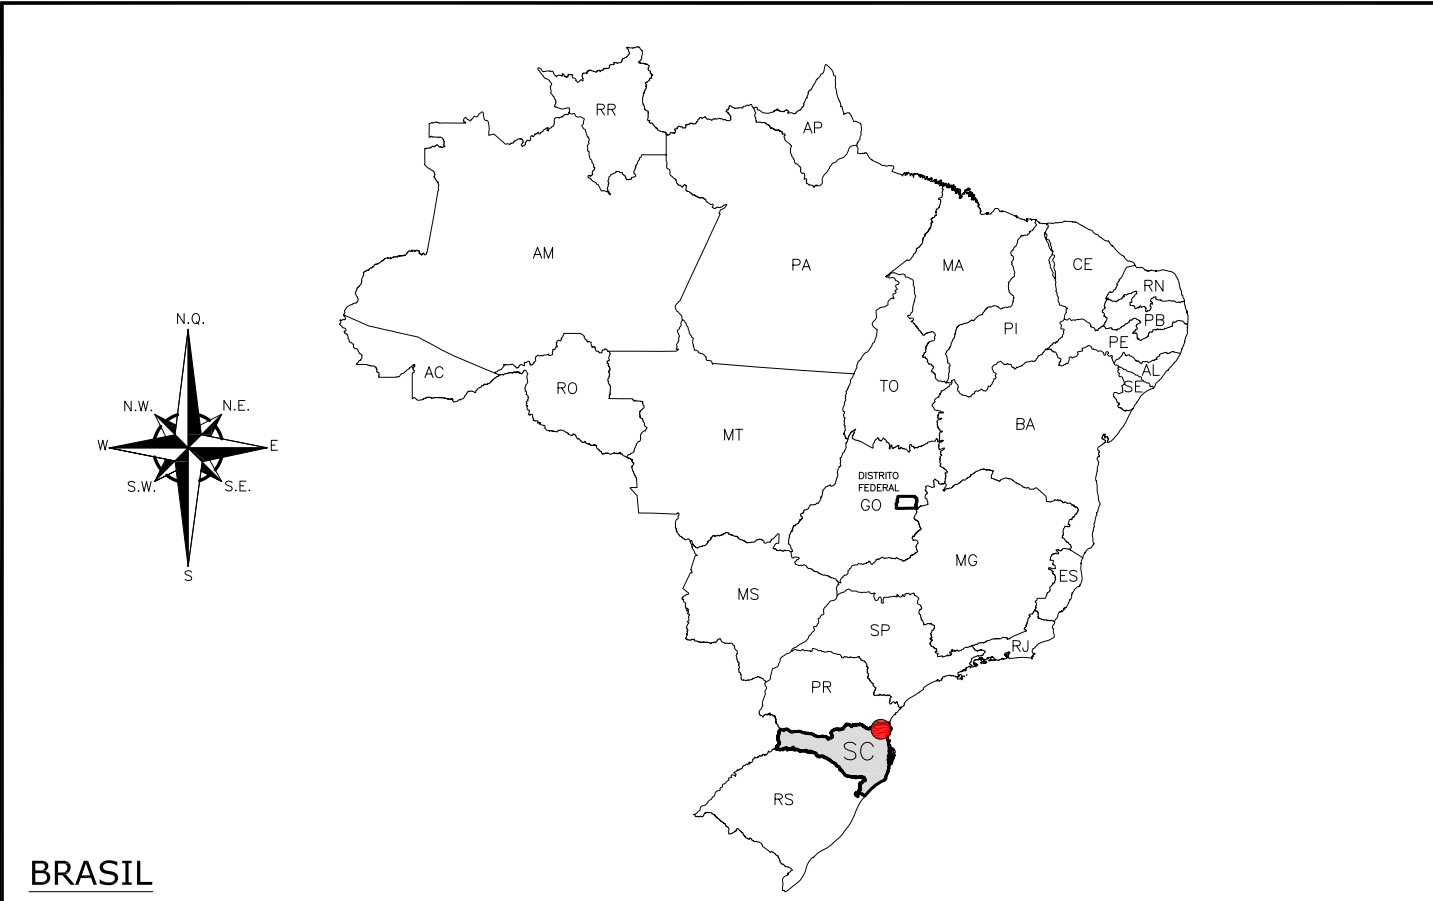 RR
AP
AM
PA
MA
CE
RN
PI
PB
PE
AL
SE
AC
RO
TO
MT
BA
DISTRITO
FEDERAL
GO
MG
ES
MS
SP
RJ
PR
SC
RS
N.Q.
N.W.
N.E.
W
E
S.W.
S.E.
S
BRASIL